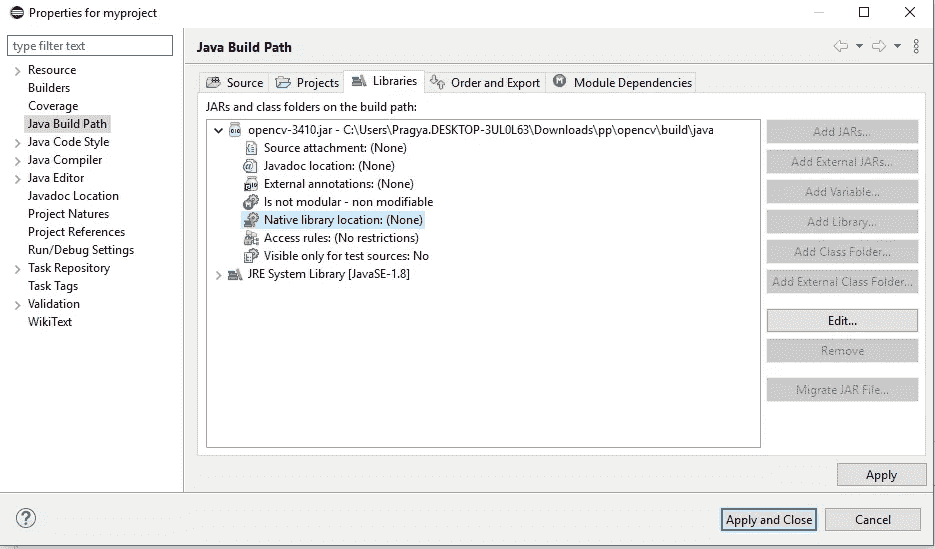 Properties for myproject
type filter text
Resource
Builders
Coverage
Java Build Path
Java Code Style
Java Compiler
Java Editor
Javadoc Location
Project Natures
Project References
Run/Debug Settings
Task Repository
Task Tags
Validation
WikiText
Java Build Path
Source Projects Libraries Order and Export Module Dependencies
JARs and class folders on the build path:
opencv-3410.jar - C:\Users\Pragya.DESKTOP-3UL0L63\Downloads\pp\opencv\build\java
Source attachment: (None)
Javadoc location: (None)
External annotations: (None)
Is not modular - non modifiable
Native library location: (None)
Access rules: (No restrictions)
Visible only for test sources: No
JRE System Library [JavaSE-1.8]
Add JARs...
Add External JARs...
Add Variable...
Add Library...
Add Class Folder...
Add External Class Folder...
Edit...
Remove
Migrate JAR File...
Apply
Apply and Close
Cancel